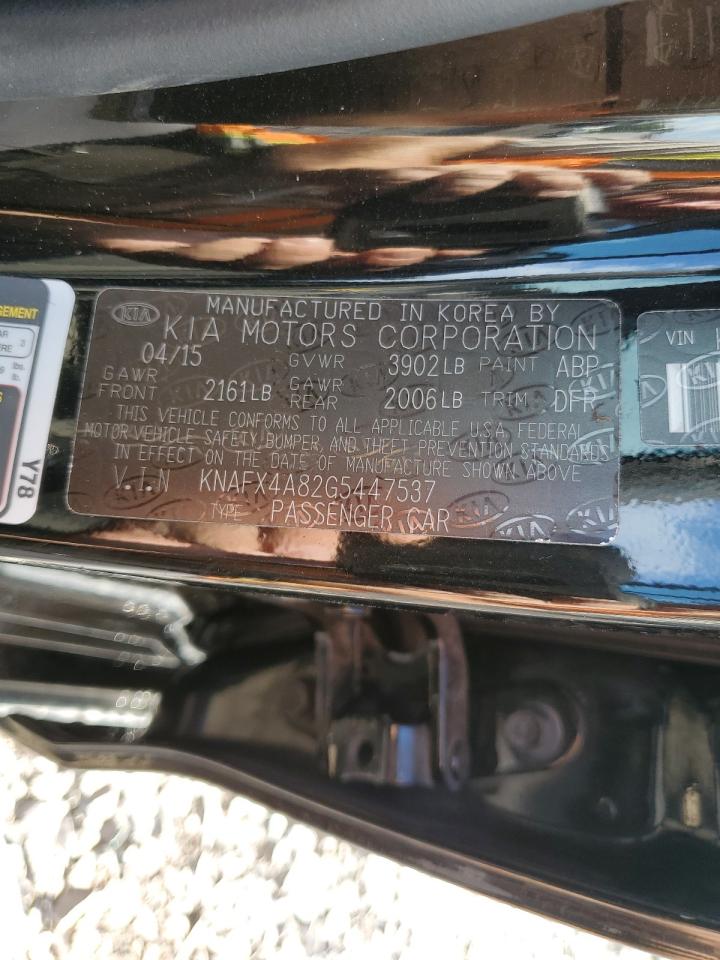 KIA
MANUFACTURED IN KOREA BY
KIA MOTORS CORPORATION
04/15 GVWR 3902LB PAINT ABP
GAWR FRONT 2161LB GAWR REAR 2006LB TRIM DFR
THIS VEHICLE CONFORMS TO ALL APPLICABLE U.S.A. FEDERAL
MOTOR VEHICLE SAFETY, BUMPER, AND THEFT PREVENTION STANDARDS
IN EFFECT ON THE DATE OF MANUFACTURE SHOWN ABOVE
V.I.N KNAFX4A82G5447537
TYPE PASSENGER CAR
Y78
VIN